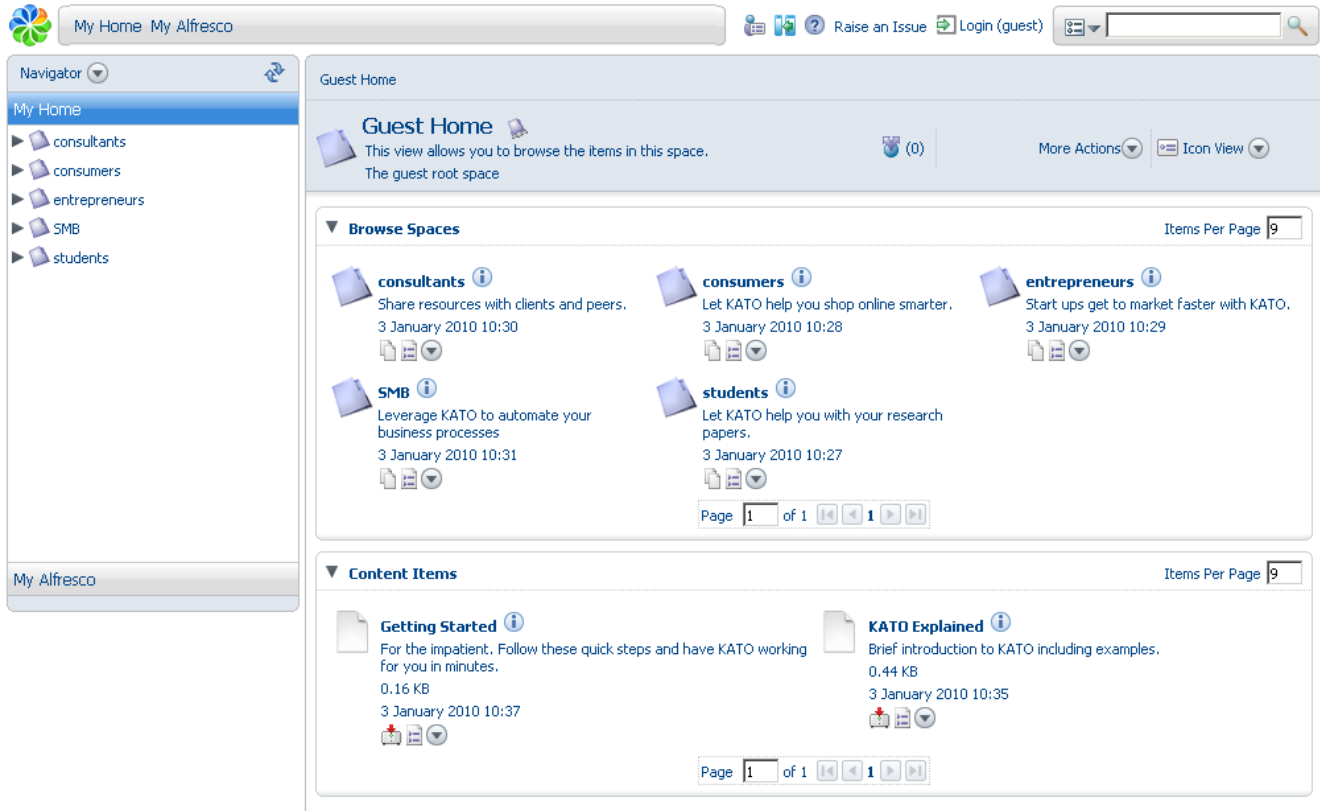 My Home My Alfresco
Raise an Issue Login (guest)
Navigator
My Home
consultants
consumers
entrepreneurs
SMB
students
My Alfresco
Guest Home
Guest Home
This view allows you to browse the items in this space.
The guest root space
(0)
More Actions
Icon View
Browse Spaces
Items Per Page 9
consultants
Share resources with clients and peers.
3 January 2010 10:30
consumers
Let KATO help you shop online smarter.
3 January 2010 10:28
entrepreneurs
Start ups get to market faster with KATO.
3 January 2010 10:29
SMB
Leverage KATO to automate your
business processes
3 January 2010 10:31
students
Let KATO help you with your research
papers.
3 January 2010 10:27
Page 1 of 1 1
Content Items
Items Per Page 9
Getting Started
For the impatient. Follow these quick steps and have KATO working
for you in minutes.
0.16 KB
3 January 2010 10:37
KATO Explained
Brief introduction to KATO including examples.
0.44 KB
3 January 2010 10:35
Page 1 of 1 1